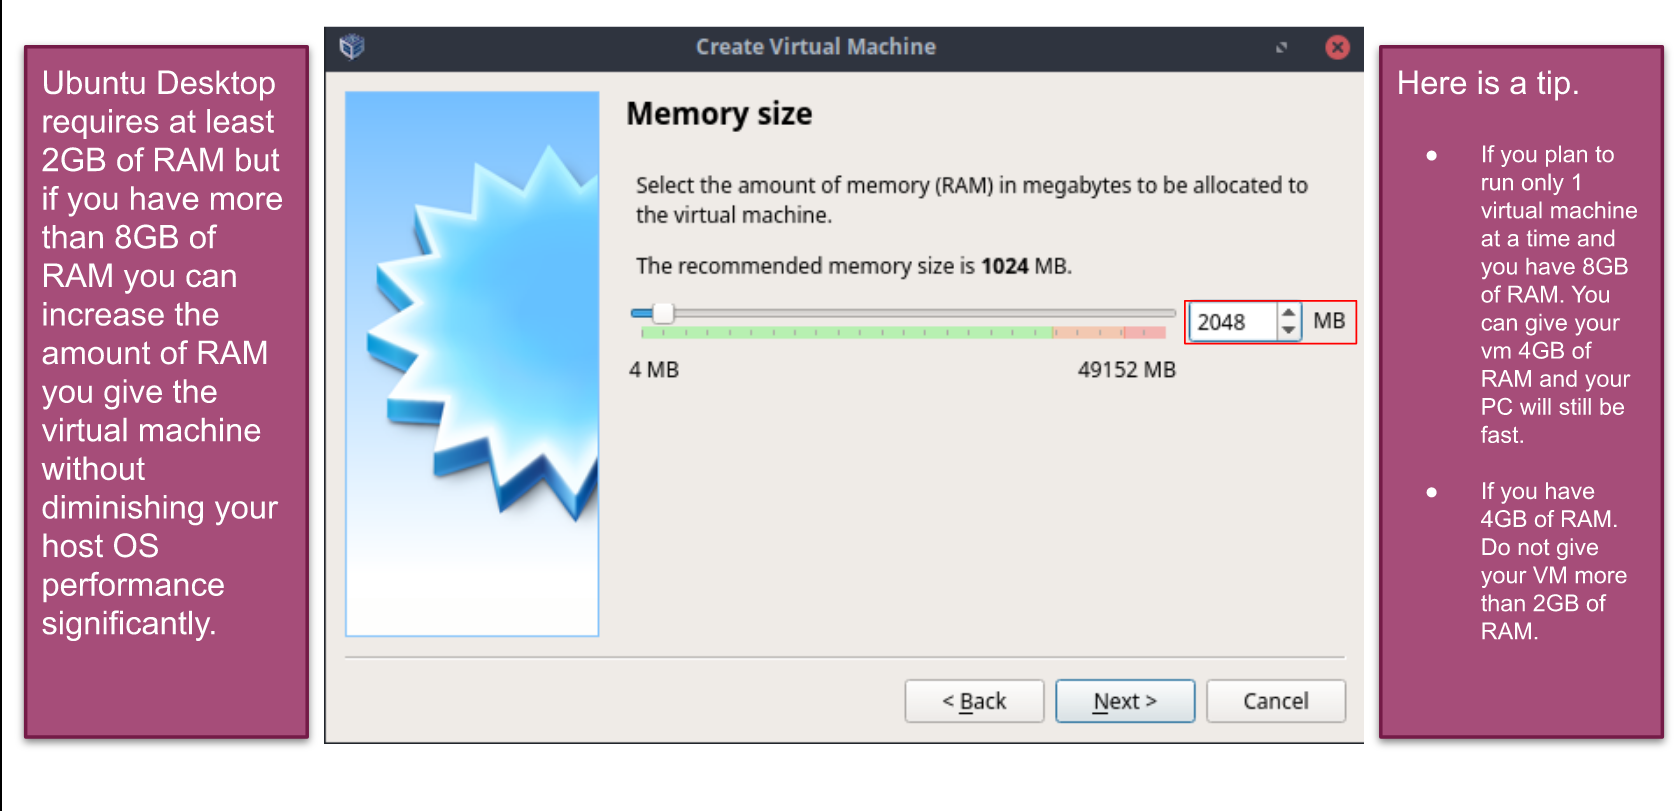 Ubuntu Desktop
requires at least
2GB of RAM but
if you have more
than 8GB of
RAM you can
increase the
amount of RAM
you give the
virtual machine
without
diminishing your
host OS
performance
significantly.
Create Virtual Machine
Memory size
Select the amount of memory (RAM) in megabytes to be allocated to
the virtual machine.
The recommended memory size is 1024 MB.
2048 MB
4 MB 49152 MB
< Back Next > Cancel
Here is a tip.
● If you plan to
run only 1
virtual machine
at a time and
you have 8GB
of RAM. You
can give your
vm 4GB of
RAM and your
PC will still be
fast.
● If you have
4GB of RAM.
Do not give
your VM more
than 2GB of
RAM.